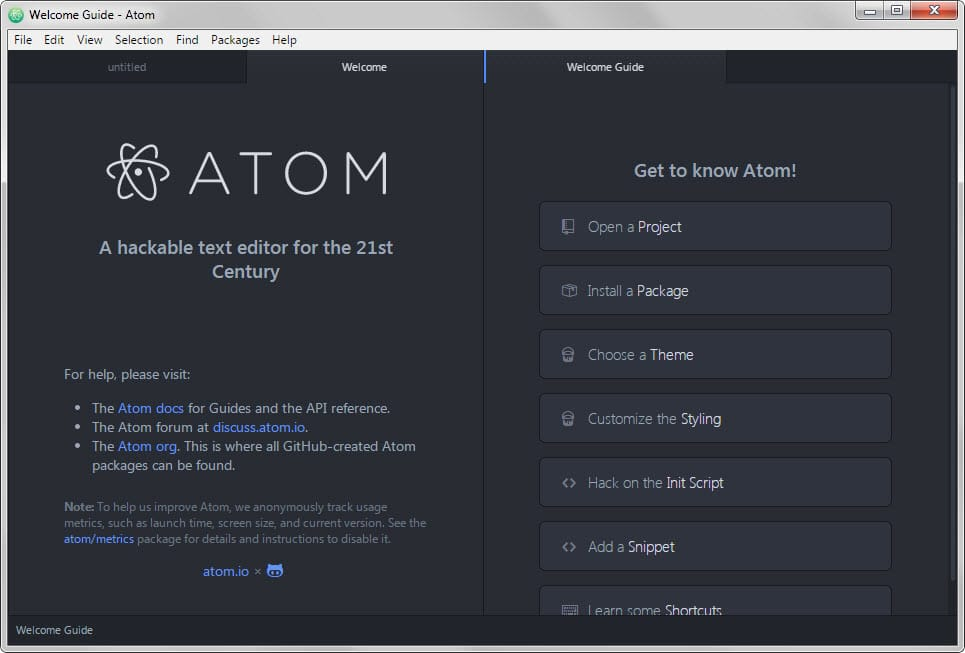 Welcome Guide - Atom
File Edit View Selection Find Packages Help
untitled
Welcome
Welcome Guide
ATOM
A hackable text editor for the 21st
Century
For help, please visit:
• The Atom docs for Guides and the API reference.
• The Atom forum at discuss.atom.io.
• The Atom org. This is where all GitHub-created Atom
packages can be found.
Note: To help us improve Atom, we anonymously track usage
metrics, such as launch time, screen size, and current version. See the
atom/metrics package for details and instructions to disable it.
atom.io ×
Get to know Atom!
Open a Project
Install a Package
Choose a Theme
Customize the Styling
Hack on the Init Script
Add a Snippet
Learn some Shortcuts
Welcome Guide